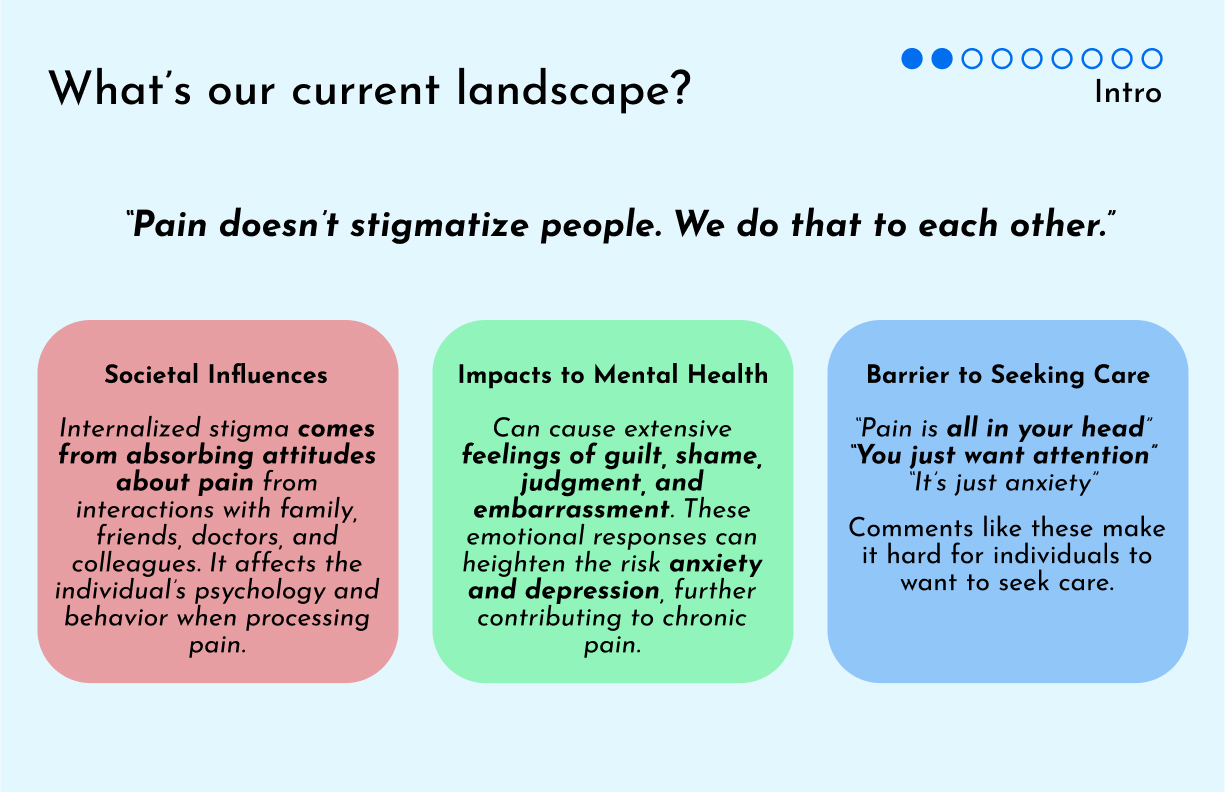 What's our current landscape?
Intro
"Pain doesn't stigmatize people. We do that to each other."
Societal Influences
Internalized stigma comes
from absorbing attitudes
about pain from
interactions with family,
friends, doctors, and
colleagues. It affects the
individual's psychology and
behavior when processing
pain.
Impacts to Mental Health
Can cause extensive
feelings of guilt, shame,
judgment, and
embarrassment. These
emotional responses can
heighten the risk anxiety
and depression, further
contributing to chronic
pain.
Barrier to Seeking Care
"Pain is all in your head"
"You just want attention"
"It's just anxiety"
Comments like these make
it hard for individuals to
want to seek care.